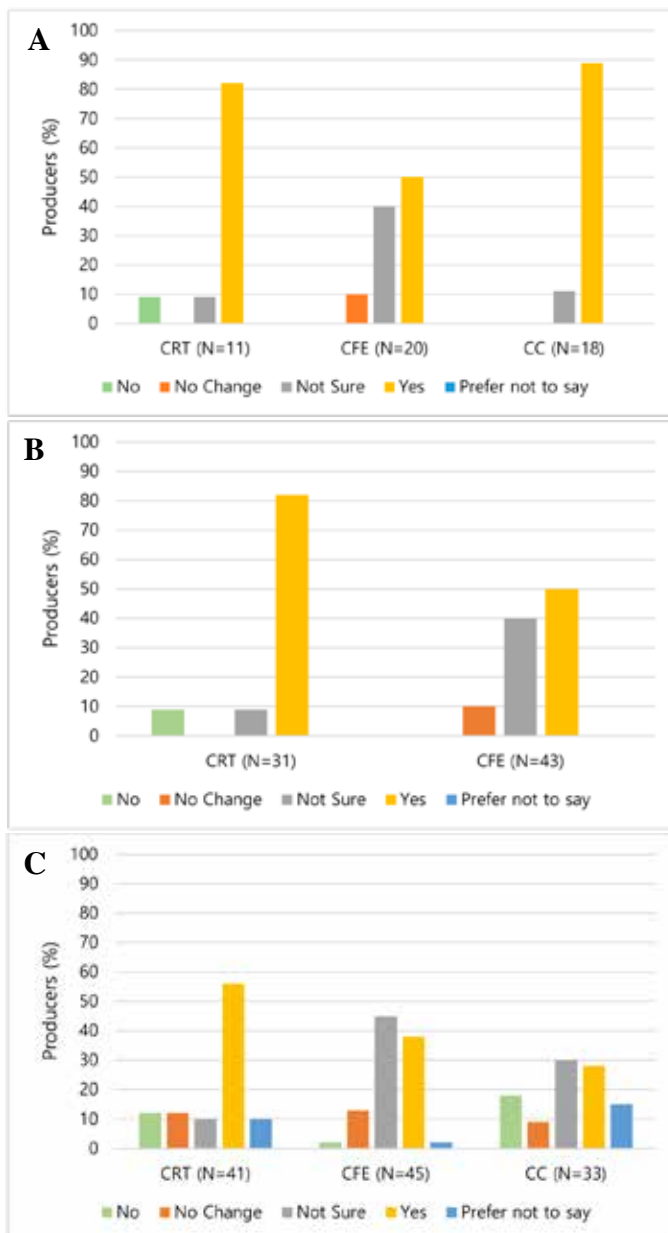 A
100
90
80
70
60
50
40
30
20
10
0
Producers (%)
CRT (N=11) CFE (N=20) CC (N=18)
No No Change Not Sure Yes Prefer not to say
B
100
90
80
70
60
50
40
30
20
10
0
Producers (%)
CRT (N=31) CFE (N=43)
No No Change Not Sure Yes Prefer not to say
C
100
90
80
70
60
50
40
30
20
10
0
Producers (%)
CRT (N=41) CFE (N=45) CC (N=33)
No No Change Not Sure Yes Prefer not to say